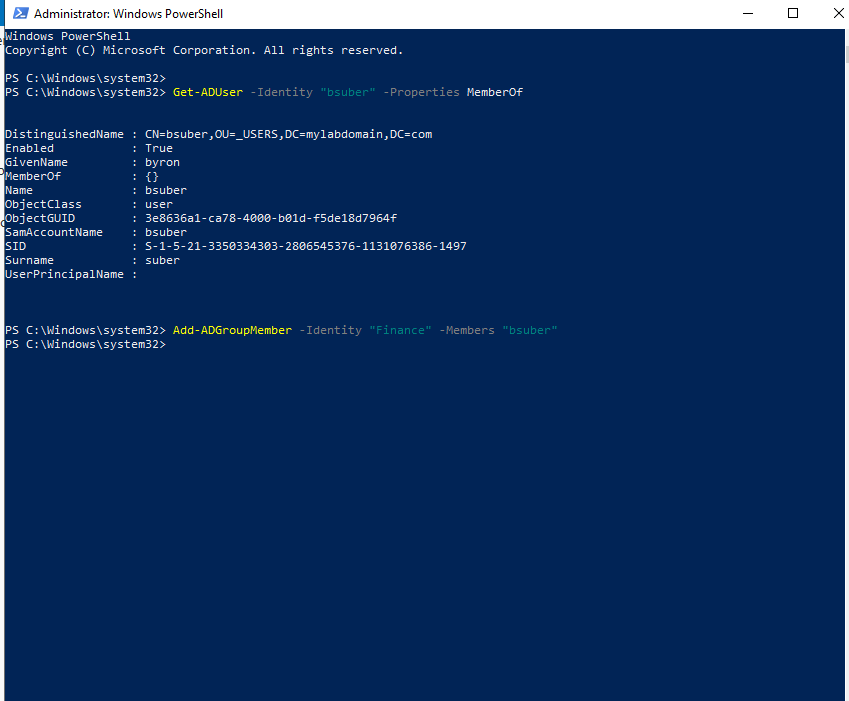 Administrator: Windows PowerShell
Windows PowerShell
Copyright (C) Microsoft Corporation. All rights reserved.
PS C:\Windows\system32>
PS C:\Windows\system32> Get-ADUser -Identity "bsuber" -Properties MemberOf
DistinguishedName : CN=bsuber,OU=_USERS,DC=mylabdomain,DC=com
Enabled           : True
GivenName         : byron
MemberOf          : {}
Name              : bsuber
ObjectClass       : user
ObjectGUID        : 3e8636a1-ca78-4000-b01d-f5de18d7964f
SamAccountName    : bsuber
SID               : S-1-5-21-3350334303-2806545376-1131076386-1497
Surname           : suber
UserPrincipalName :
PS C:\Windows\system32> Add-ADGroupMember -Identity "Finance" -Members "bsuber"
PS C:\Windows\system32>